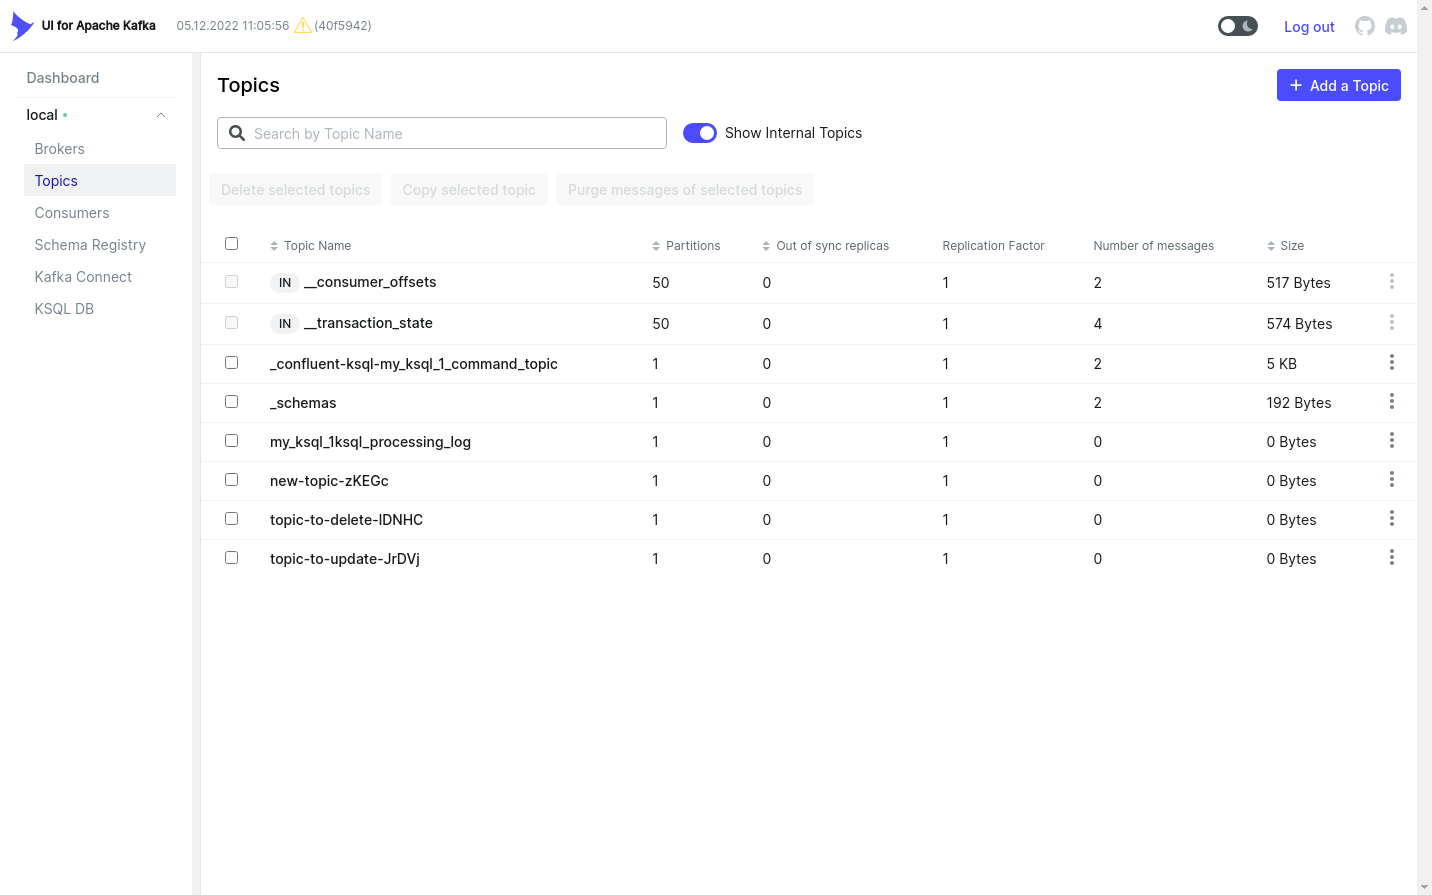 UI for Apache Kafka 05.12.2022 11:05:56 (40f5942) Log out
Dashboard
local
Brokers
Topics
Consumers
Schema Registry
Kafka Connect
KSQL DB
Topics
Add a Topic
Search by Topic Name
Show Internal Topics
Delete selected topics Copy selected topic Purge messages of selected topics
Topic Name Partitions Out of sync replicas Replication Factor Number of messages Size
IN __consumer_offsets 50 0 1 2 517 Bytes
IN __transaction_state 50 0 1 4 574 Bytes
_confluent-ksql-my_ksql_1_command_topic 1 0 1 2 5 KB
_schemas 1 0 1 2 192 Bytes
my_ksql_1ksql_processing_log 1 0 1 0 0 Bytes
new-topic-zKEGc 1 0 1 0 0 Bytes
topic-to-delete-lDNHC 1 0 1 0 0 Bytes
topic-to-update-JrDVj 1 0 1 0 0 Bytes